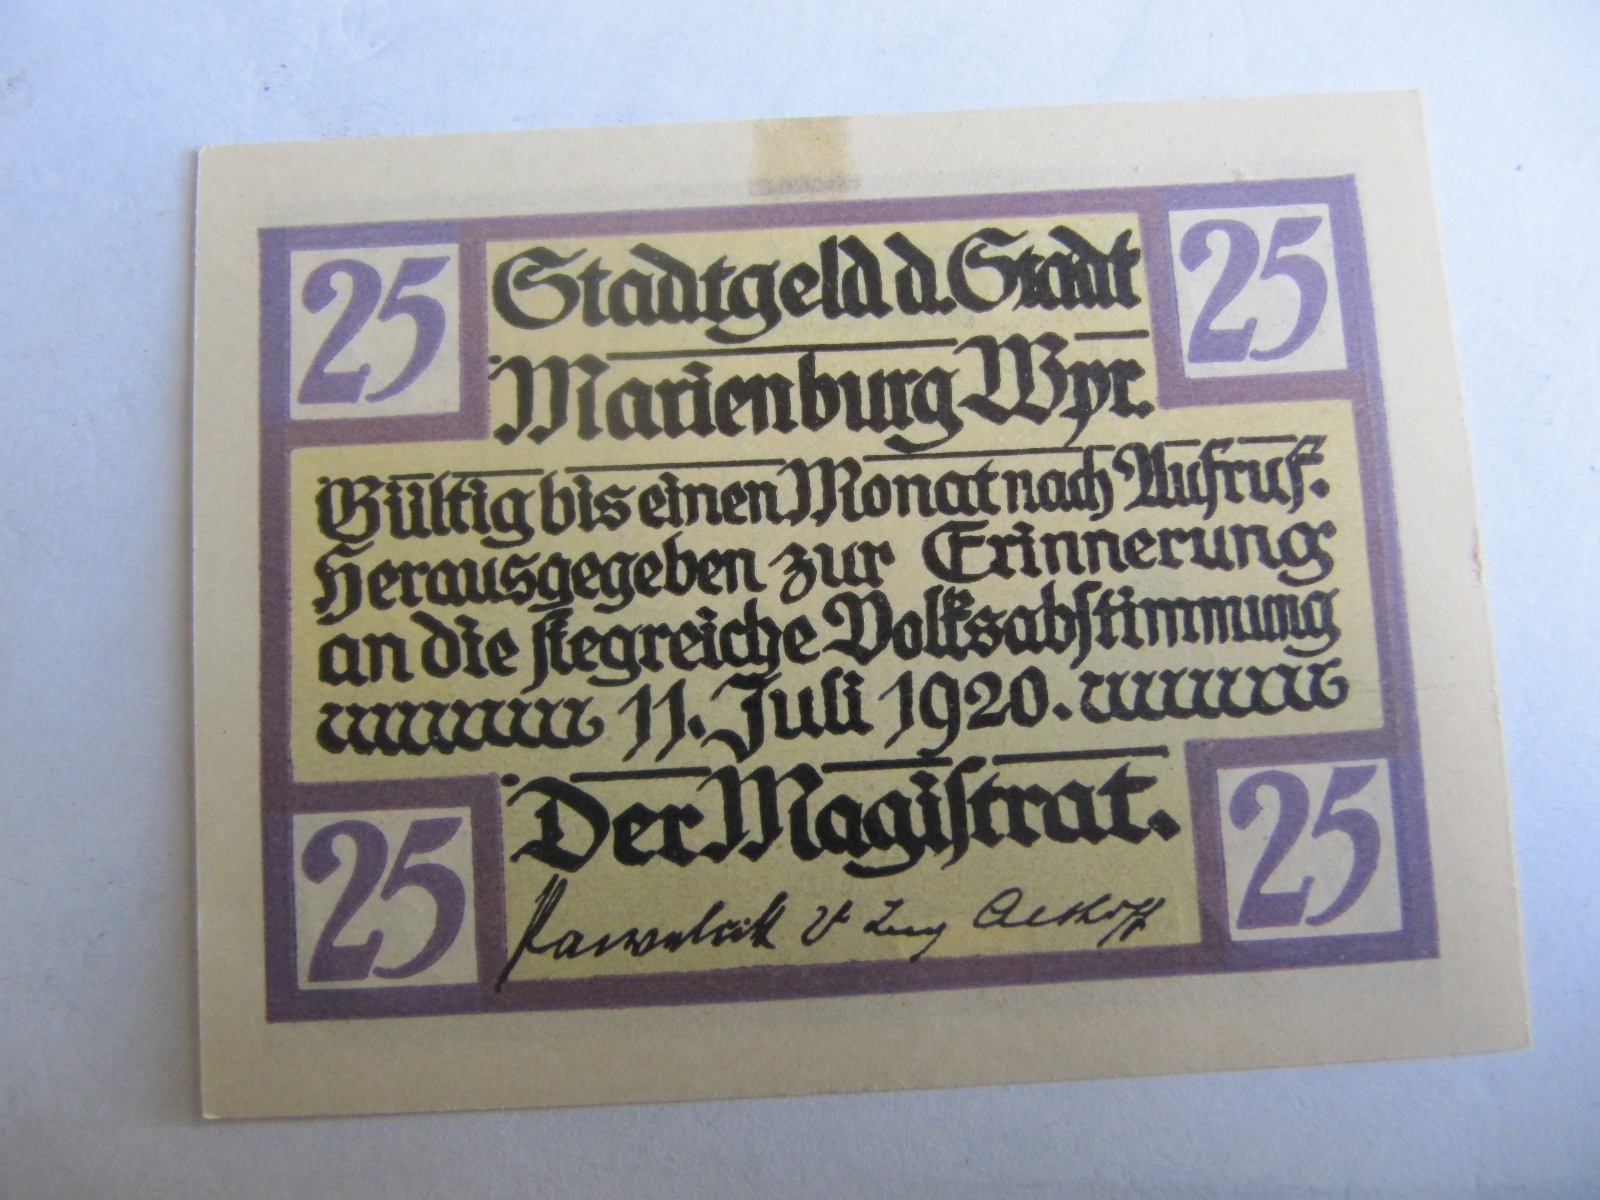 25 Stadtgeld d. Stadt 25
Marienburg Wpr.
Gültig bis einen Monat nach Aufruf.
Herausgegeben zur Erinnerung
an die siegreiche Volksabstimmung
11. Juli 1920.
Der Magistrat.
25 25